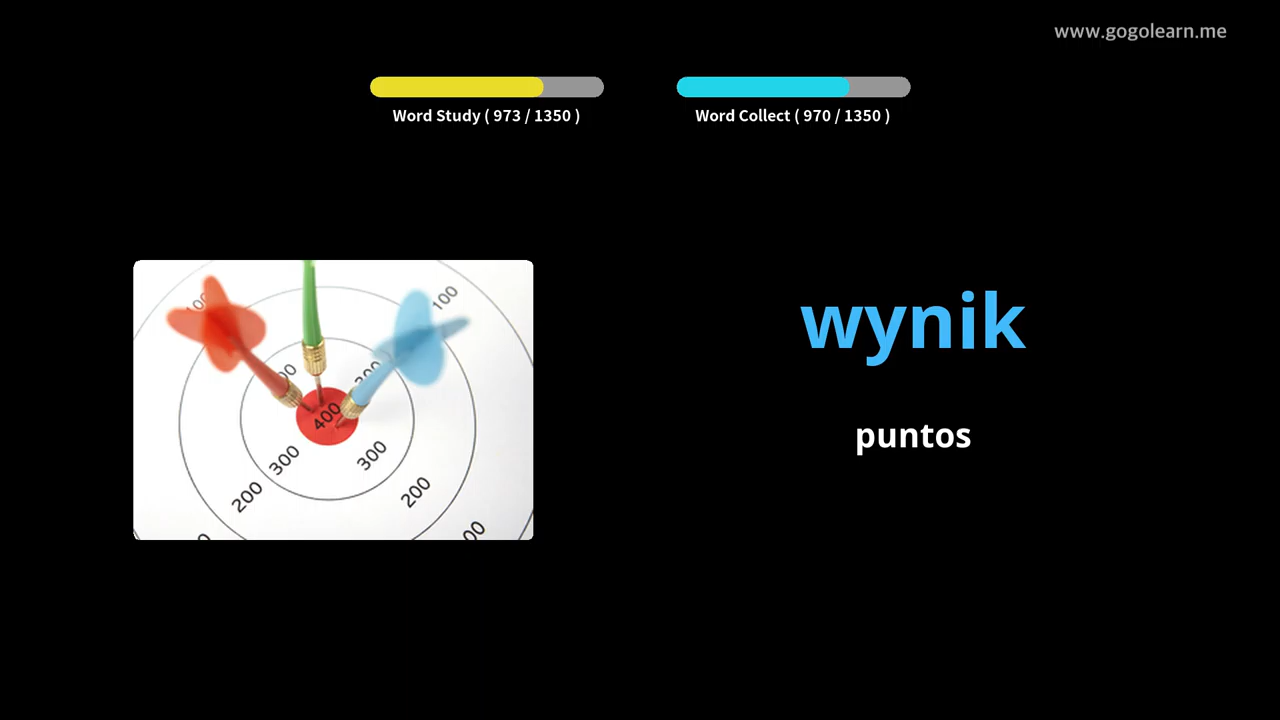 www.gogolearn.me
Word Study ( 973 / 1350 )
Word Collect ( 970 / 1350 )
100
100
400
300
300
200
200
wynik
puntos